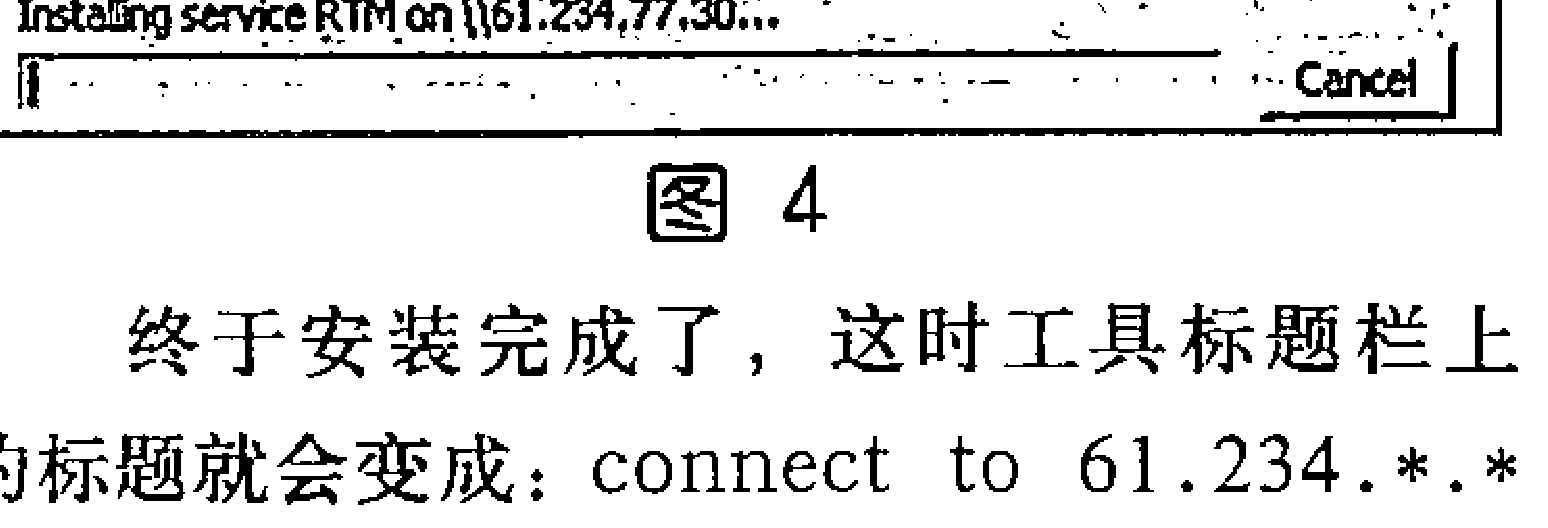 Installing service RTM on \\61.234.77.30...
Cancel
图 4
终于安装完成了，这时工具标题栏上
的标题就会变成：connect to 61.234.*.*